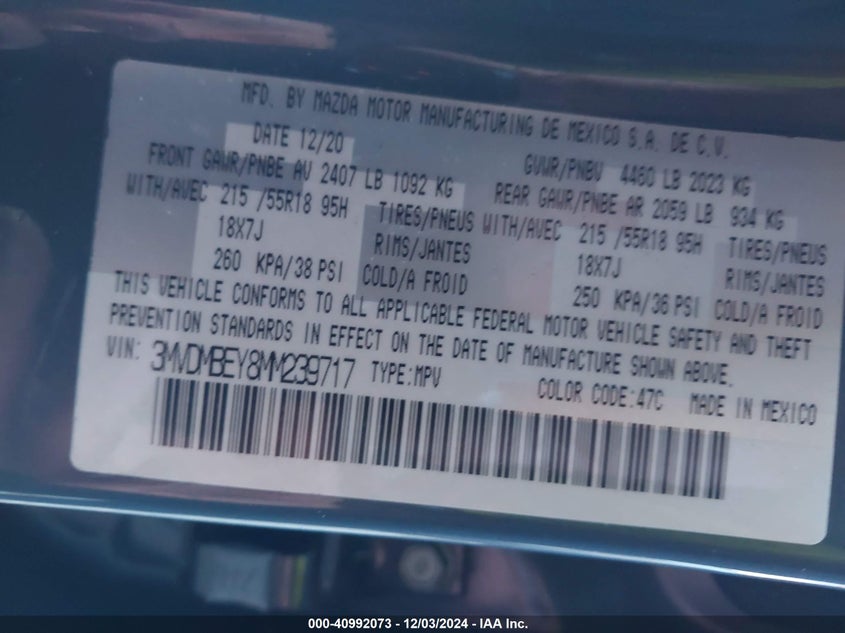 MFD. BY MAZDA MOTOR MANUFACTURING DE MEXICO S.A. DE C.V.
DATE 12/20 GVWR/PNBV 4460 LB 2023 KG
FRONT GAWR/PNBE AV 2407 LB 1092 KG REAR GAWR/PNBE AR 2059 LB 934 KG
WITH/AVEC 215 /55R18 95H TIRES/PNEUS WITH/AVEC 215 /55R18 95H TIRES/PNEUS
18X7J RIMS/JANTES 18X7J RIMS/JANTES
260 KPA/38 PSI COLD/A FROID 250 KPA/36 PSI COLD/A FROID
THIS VEHICLE CONFORMS TO ALL APPLICABLE FEDERAL MOTOR VEHICLE SAFETY AND THEFT
PREVENTION STANDARDS IN EFFECT ON THE DATE OF MANUFACTURE SHOWN ABOVE.
VIN: 3MVDMBEY8MM239717 TYPE:MPV COLOR CODE:47C MADE IN MEXICO
000-40992073 - 12/03/2024 - IAA Inc.